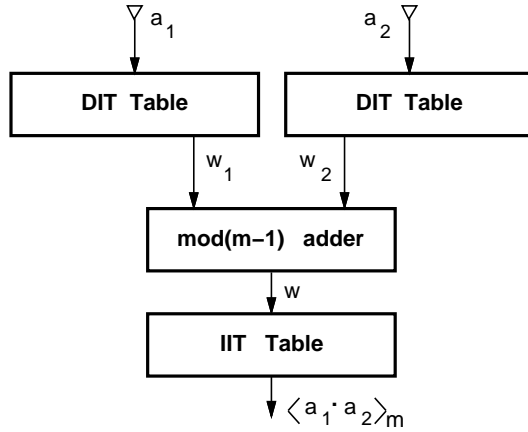 a1 a2
DIT Table DIT Table
w1 w2
mod(m−1) adder
w
IIT Table
⟨a1 · a2⟩m